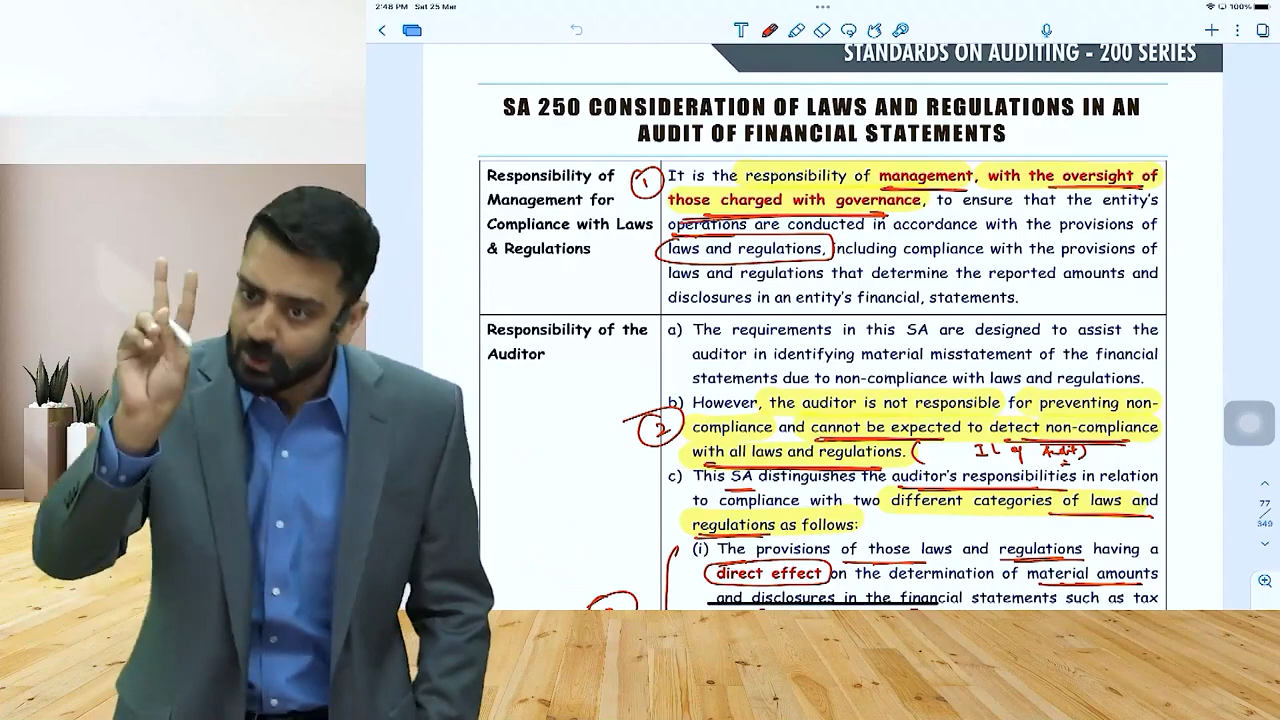 2:48 PM Sat 25 Mar
100%
STANDARDS ON AUDITING - 200 SERIES
SA 250 CONSIDERATION OF LAWS AND REGULATIONS IN AN
AUDIT OF FINANCIAL STATEMENTS
Responsibility of
Management for
Compliance with Laws
& Regulations
1
It is the responsibility of management, with the oversight of
those charged with governance, to ensure that the entity's
operations are conducted in accordance with the provisions of
laws and regulations, including compliance with the provisions of
laws and regulations that determine the reported amounts and
disclosures in an entity's financial, statements.
Responsibility of the
Auditor
a) The requirements in this SA are designed to assist the
auditor in identifying material misstatement of the financial
statements due to non-compliance with laws and regulations.
2
b) However, the auditor is not responsible for preventing non-
compliance and cannot be expected to detect non-compliance
with all laws and regulations. ( IL of Audit)
c) This SA distinguishes the auditor's responsibilities in relation
to compliance with two different categories of laws and
regulations as follows:
(i) The provisions of those laws and regulations having a
direct effect on the determination of material amounts
and disclosures in the financial statements such as tax
77
349